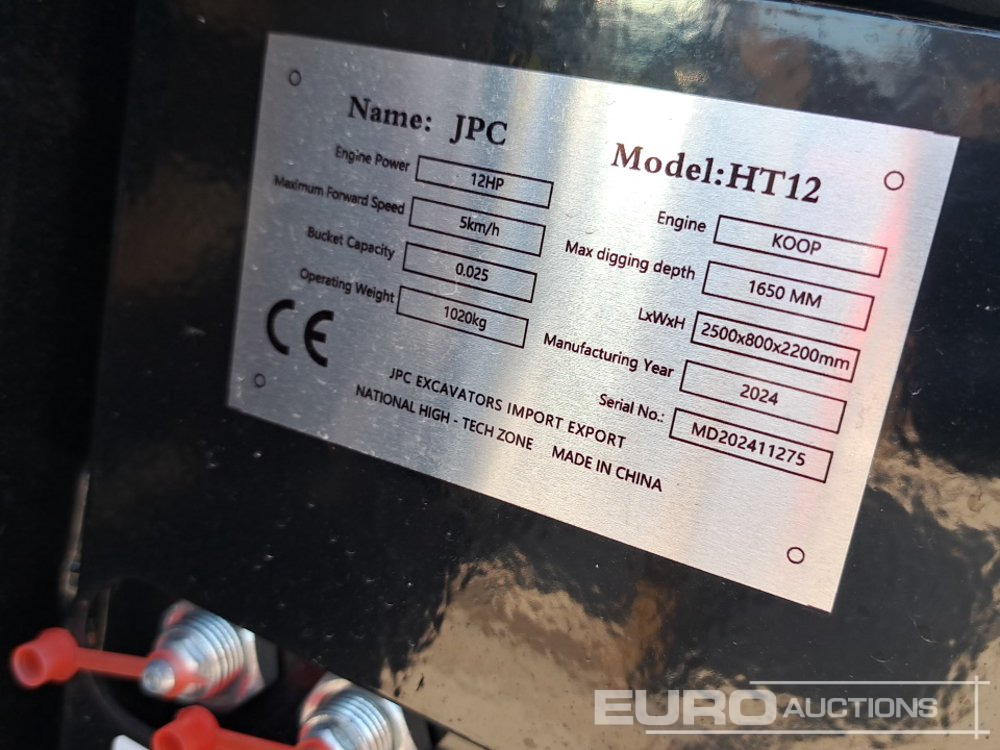 Name: JPC
Engine Power 12HP
Maximum Forward Speed 5km/h
Bucket Capacity 0.025
Operating Weight 1020kg
CE
Model:HT12
Engine KOOP
Max digging depth 1650 MM
LxWxH 2500x800x2200mm
Manufacturing Year 2024
Serial No.: MD202411275
JPC EXCAVATORS IMPORT EXPORT
NATIONAL HIGH - TECH ZONE MADE IN CHINA
EURO AUCTIONS